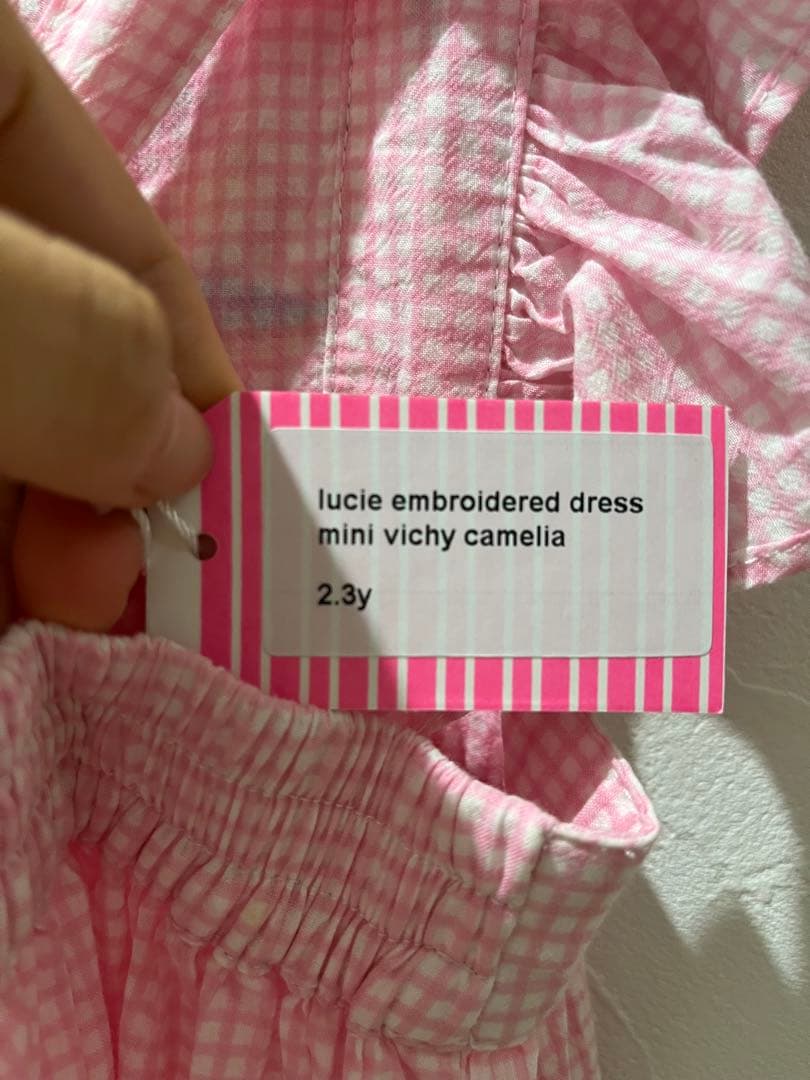 lucie embroidered dress
mini vichy camelia
2.3y